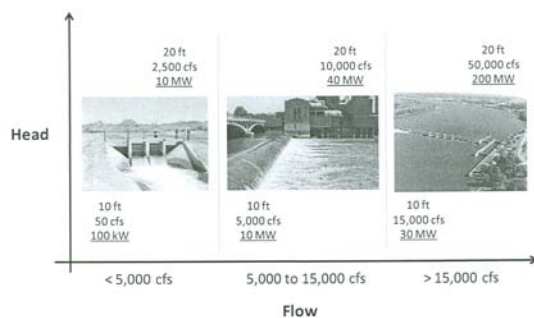 20 ft
2,500 cfs
10 MW
20 ft
10,000 cfs
40 MW
20 ft
50,000 cfs
200 MW
Head
10 ft
50 cfs
100 kW
10 ft
5,000 cfs
10 MW
10 ft
15,000 cfs
30 MW
< 5,000 cfs
5,000 to 15,000 cfs
> 15,000 cfs
Flow